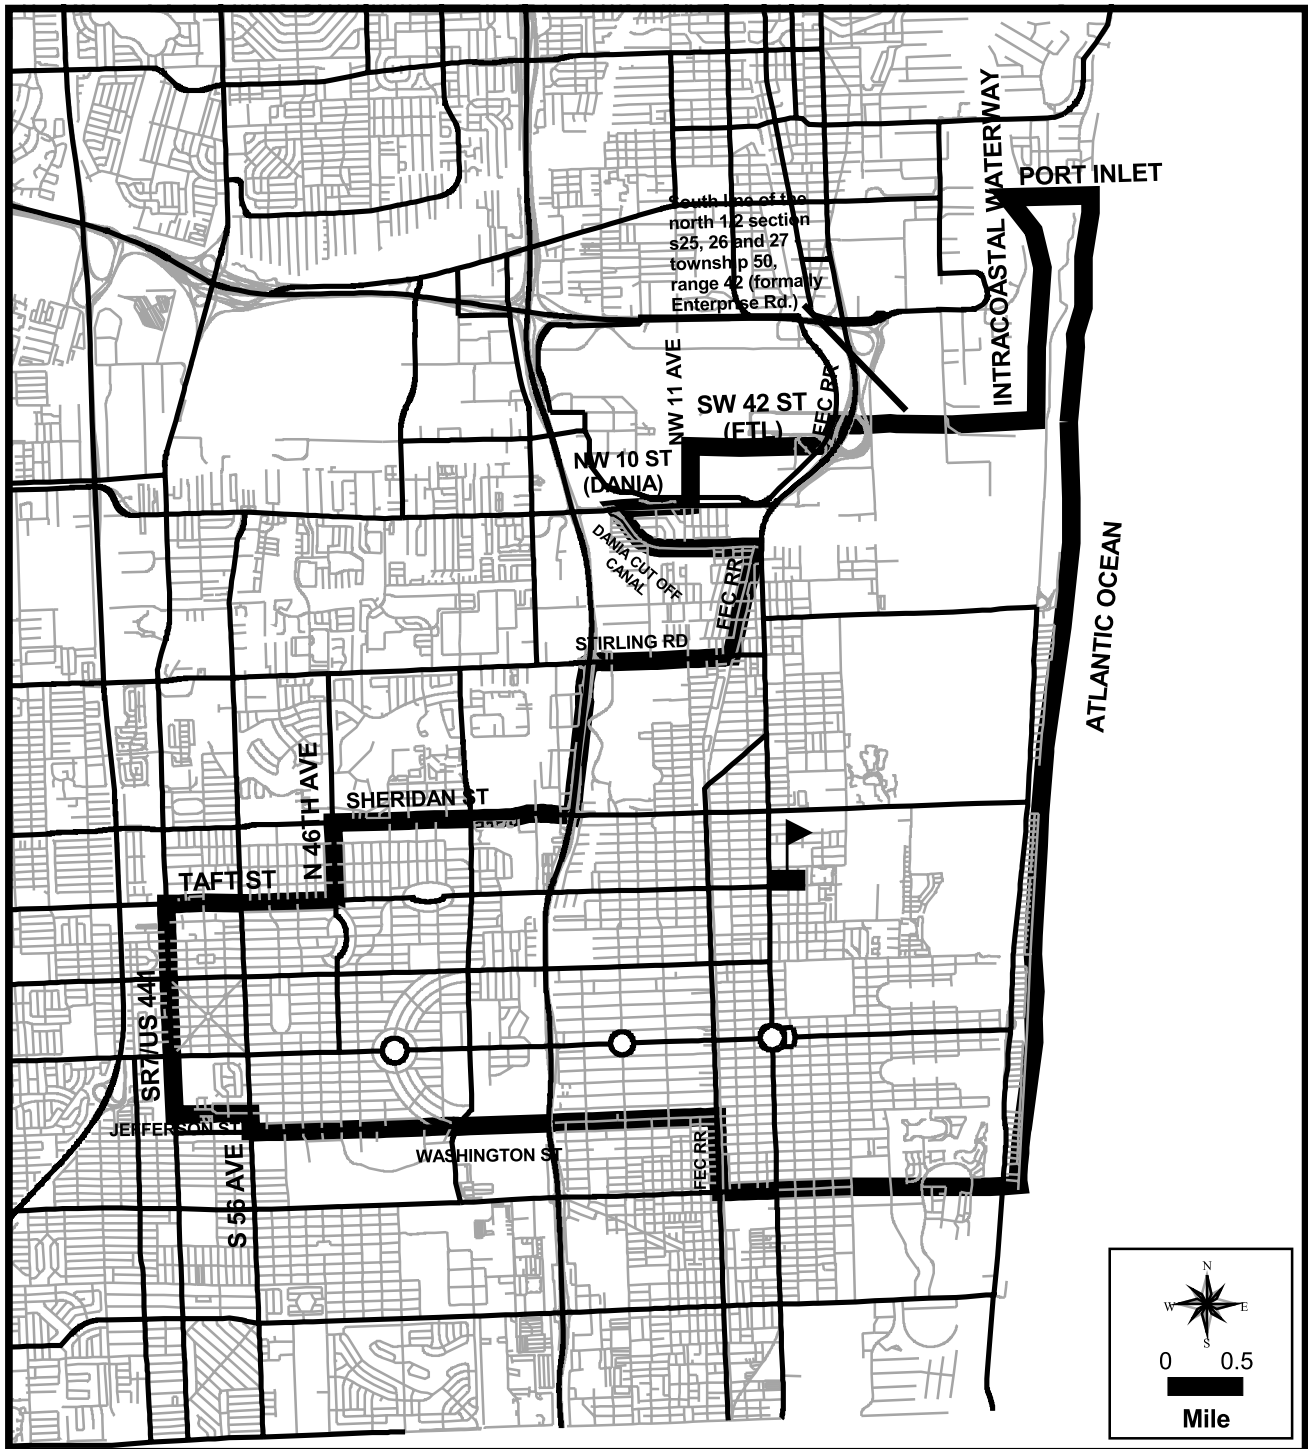 INTRACOASTAL WATERWAY
PORT INLET
South line of the
north 1/2 section
s25, 26 and 27
township 50,
range 42 (formally
Enterprise Rd.)
NW 11 AVE
SW 42 ST
(FTL)
FEC RR
NW 10 ST
(DANIA)
DANIA CUT OFF
CANAL
FEC RR
STIRLING RD
ATLANTIC OCEAN
N 46TH AVE
SHERIDAN ST
TAFT ST
SR7/US 441
JEFFERSON ST
S 56 AVE
WASHINGTON ST
FEC RR
N
W E
S
0 0.5
Mile